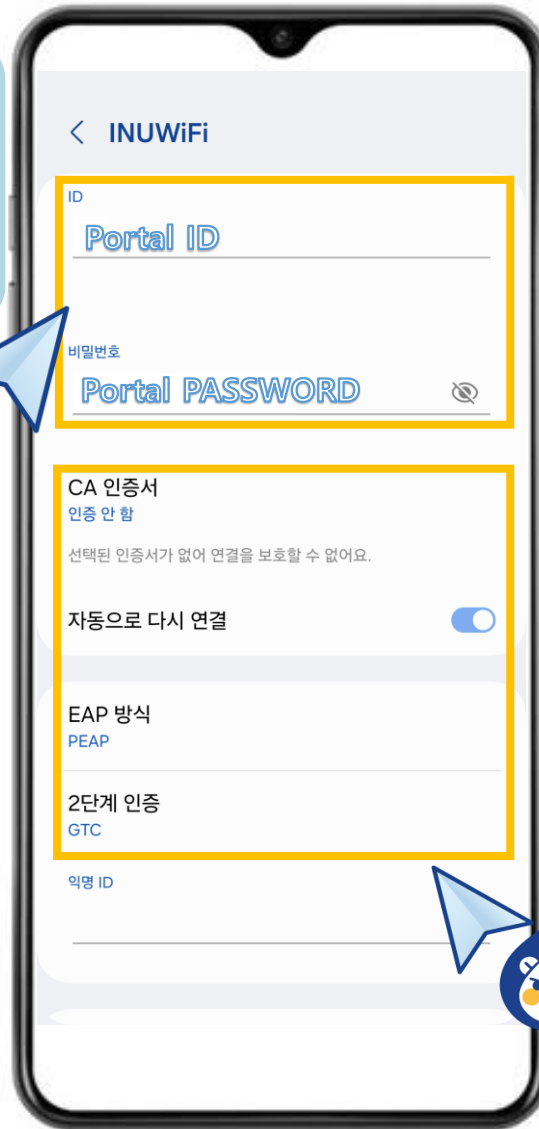 INUWiFi
ID
Portal ID
비밀번호
Portal PASSWORD
CA 인증서
인증 안 함
선택된 인증서가 없어 연결을 보호할 수 없어요.
자동으로 다시 연결
EAP 방식
PEAP
2단계 인증
GTC
익명 ID